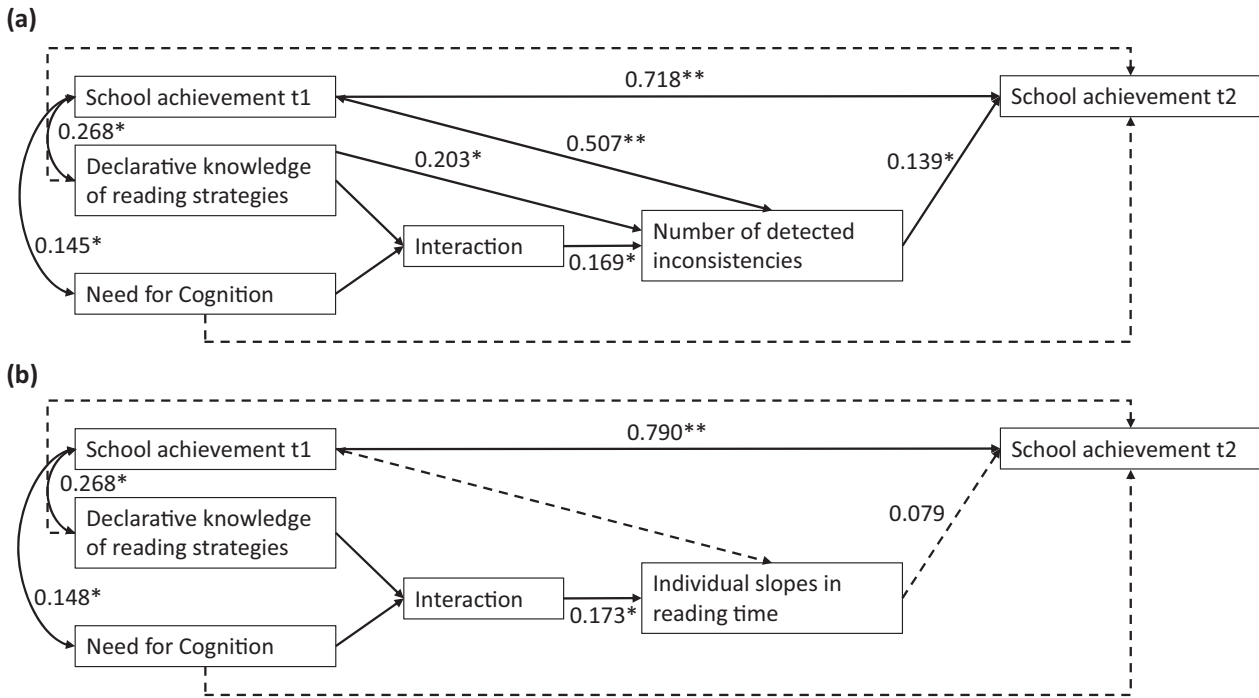 (a)
School achievement t1
0.718**
School achievement t2
0.268*
0.507**
0.203*
0.139*
Declarative knowledge
of reading strategies
0.145*
Interaction
0.169*
Number of detected
inconsistencies
Need for Cognition
(b)
School achievement t1
0.790**
School achievement t2
0.268*
Declarative knowledge
of reading strategies
0.079
0.148*
Interaction
0.173*
Individual slopes in
reading time
Need for Cognition